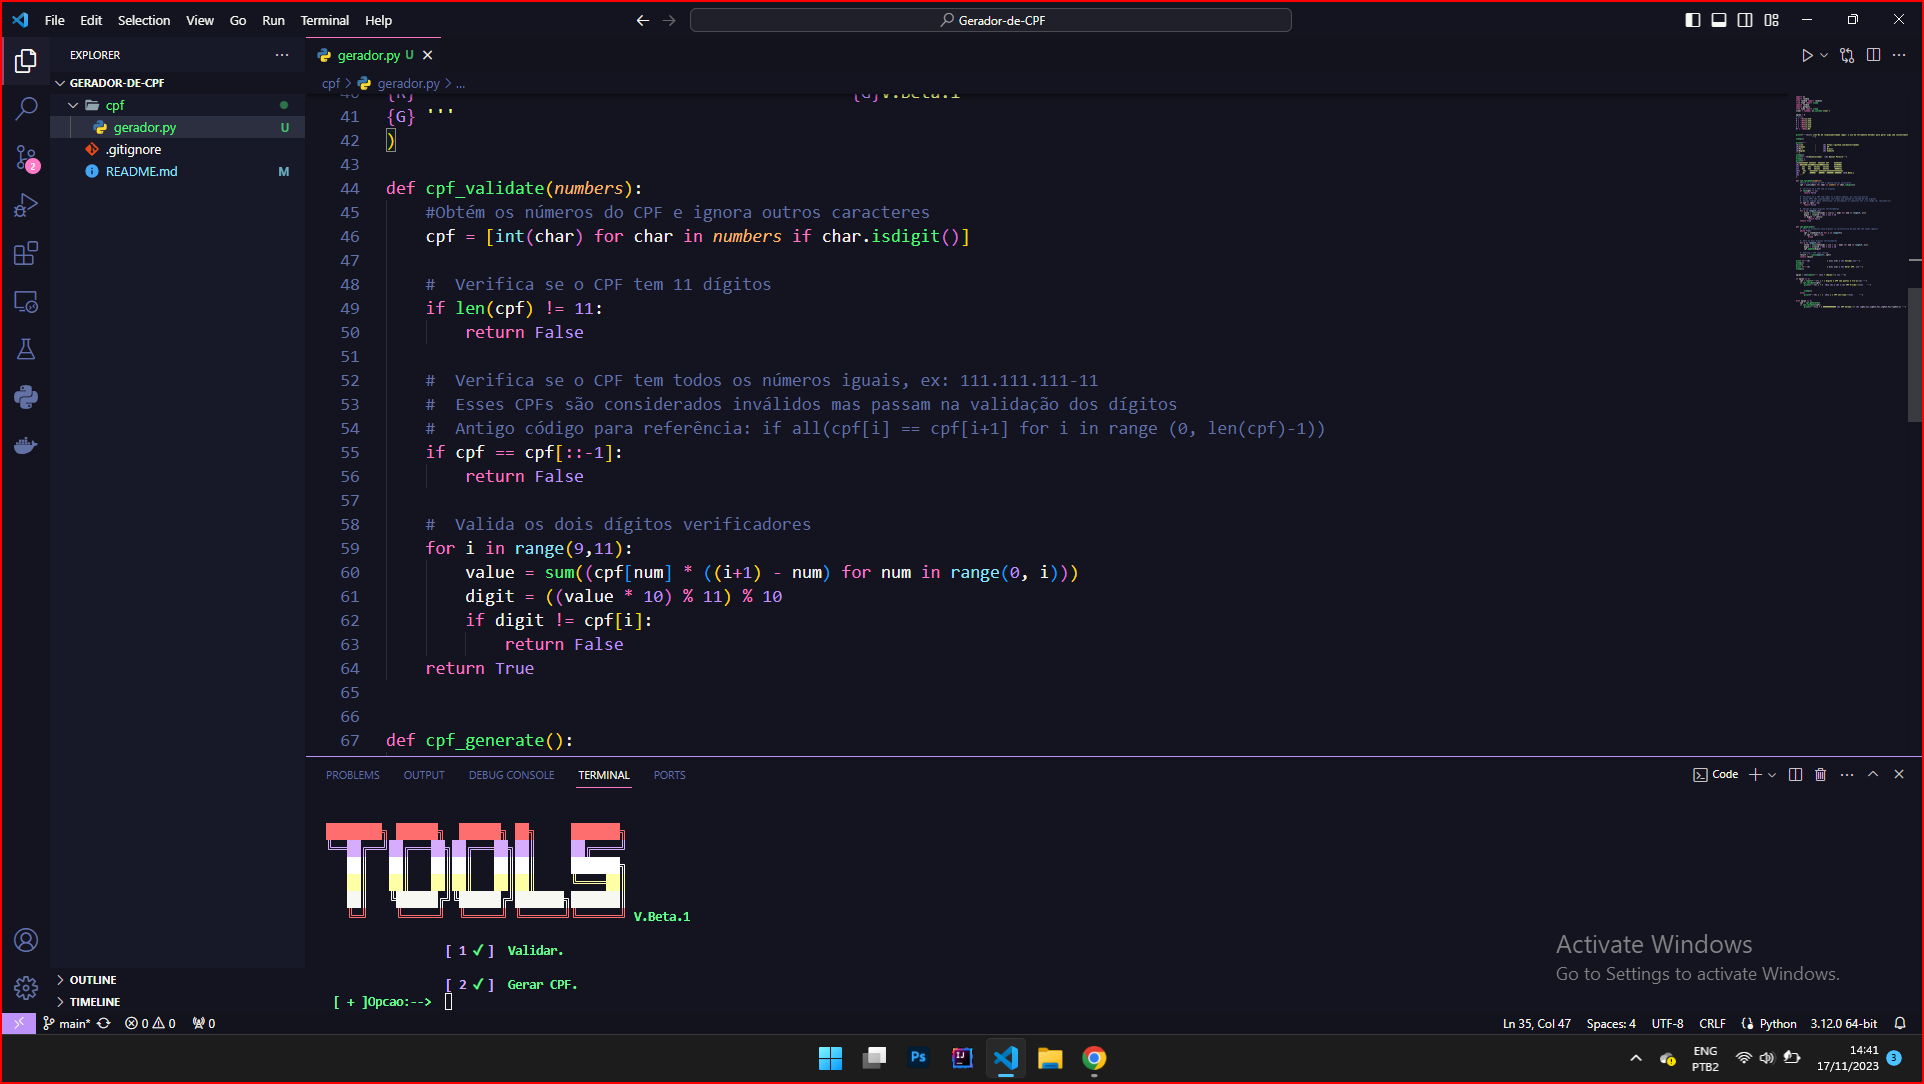 File Edit Selection View Go Run Terminal Help
Gerador-de-CPF
EXPLORER
gerador.py U
GERADOR-DE-CPF
cpf > gerador.py > ...
cpf
gerador.py U
.gitignore
README.md M
2
41 {G} '''
42 )
43
44 def cpf_validate(numbers):
45 #Obtém os números do CPF e ignora outros caracteres
46 cpf = [int(char) for char in numbers if char.isdigit()]
47
48 #  Verifica se o CPF tem 11 dígitos
49 if len(cpf) != 11:
50 return False
51
52 #  Verifica se o CPF tem todos os números iguais, ex: 111.111.111-11
53 #  Esses CPFs são considerados inválidos mas passam na validação dos dígitos
54 #  Antigo código para referência: if all(cpf[i] == cpf[i+1] for i in range (0, len(cpf)-1))
55 if cpf == cpf[::-1]:
56 return False
57
58 #  Valida os dois dígitos verificadores
59 for i in range(9,11):
60 value = sum((cpf[num] * ((i+1) - num) for num in range(0, i)))
61 digit = ((value * 10) % 11) % 10
62 if digit != cpf[i]:
63 return False
64 return True
65
66
67 def cpf_generate():
PROBLEMS OUTPUT DEBUG CONSOLE TERMINAL PORTS
Code
TOOLS
V.Beta.1
[ 1 ✓ ] Validar.
[ 2 ✓ ] Gerar CPF.
[ + ]Opcao:-->
Activate Windows
Go to Settings to activate Windows.
OUTLINE
TIMELINE
main* 0 0 0
Ln 35, Col 47 Spaces: 4 UTF-8 CRLF Python 3.12.0 64-bit
Ps
IJ
ENG
PTB2
14:41
17/11/2023
3